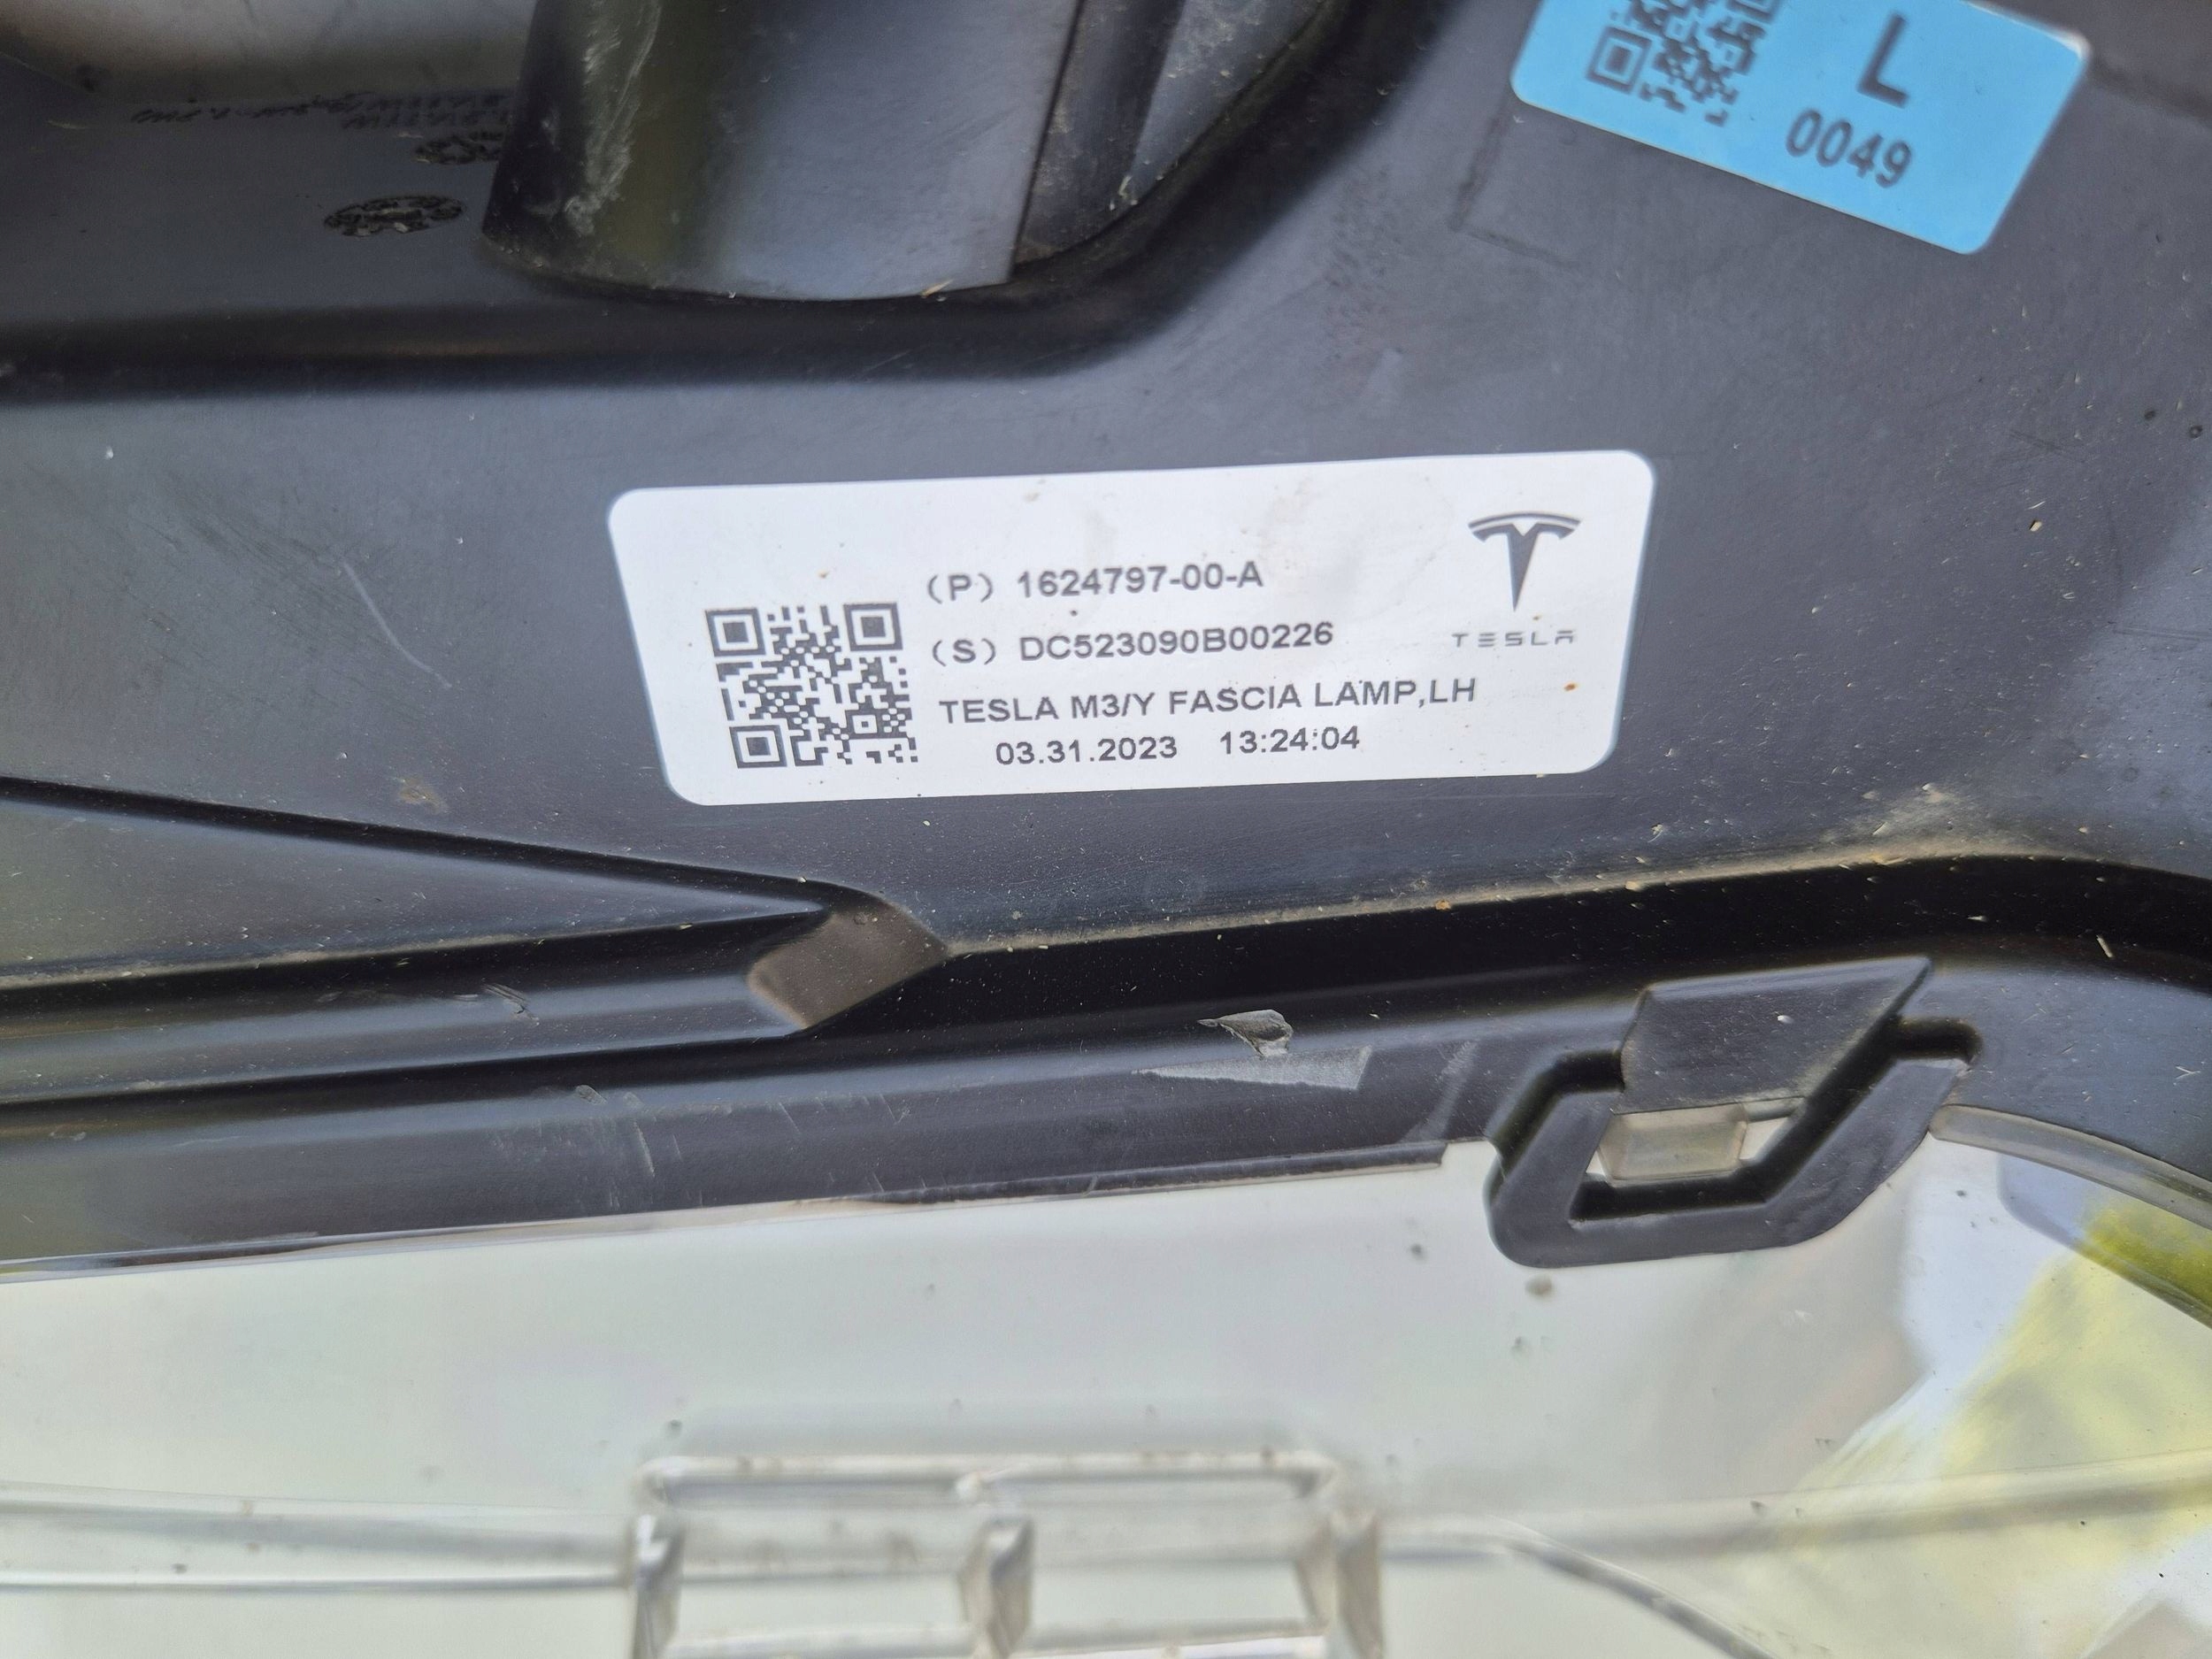 L
0049
(P) 1624797-00-A
(S) DC523090B00226
TESLA
TESLA M3/Y FASCIA LAMP,LH
03.31.2023 13:24:04